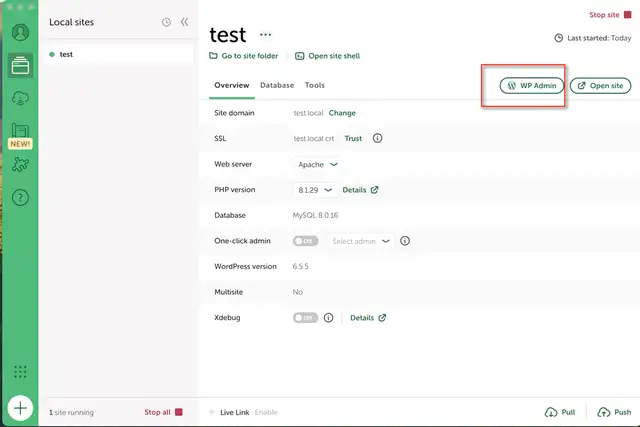 Local sites
test
NEW!
1 site running
Stop all
Stop site
test
Last started: Today
Go to site folder
Open site shell
Overview
Database
Tools
WP Admin
Open site
Site domain test.local Change
SSL test.local.crt Trust
Web server Apache
PHP version 8.1.29 Details
Database MySQL 8.0.16
One-click admin Off Select admin
WordPress version 6.5.5
Multisite No
Xdebug Off Details
Live Link Enable
Pull
Push